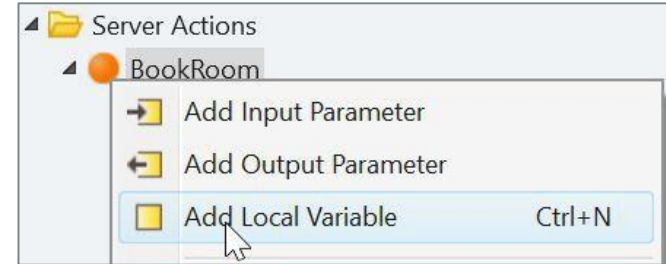 Server Actions
BookRoom
Add Input Parameter
Add Output Parameter
Add Local Variable Ctrl+N